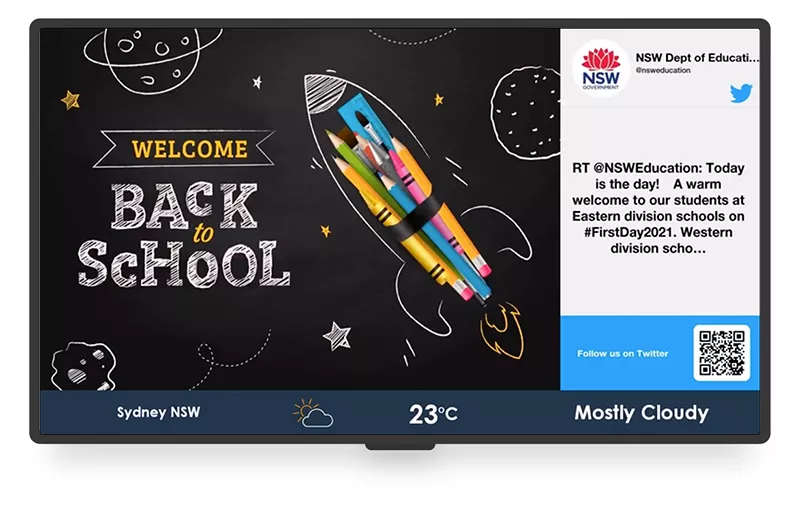 WELCOME
BACK
to
ScHOOL
NSW
GOVERNMENT
NSW Dept of Educati...
@nsweducation
RT @NSWEducation: Today
is the day! A warm
welcome to our students at
Eastern division schools on
#FirstDay2021. Western
division scho...
Follow us on Twitter
Sydney NSW
23°C
Mostly Cloudy